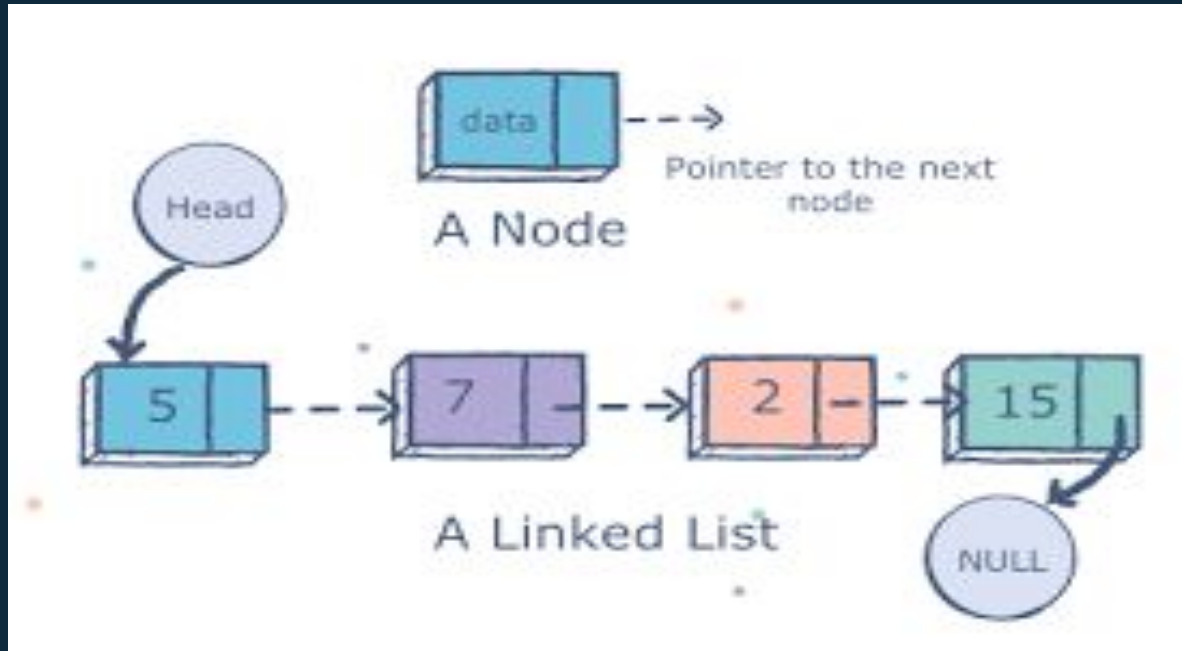 data
Pointer to the next
node
Head
A Node
5
7
2
15
A Linked List
NULL